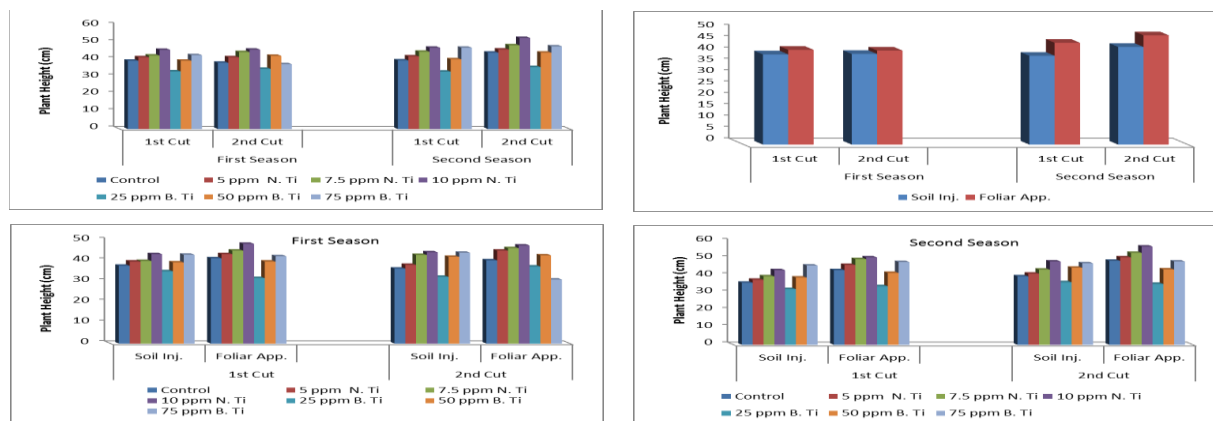 60
50
40
30
20
10
0
Plant Height (cm)
1st Cut 2nd Cut 1st Cut 2nd Cut
First Season Second Season
Control 5 ppm N. Ti 7.5 ppm N. Ti 10 ppm N. Ti
25 ppm B. Ti 50 ppm B. Ti 75 ppm B. Ti
50
45
40
35
30
25
20
15
10
5
0
Plant Height (cm)
1st Cut 2nd Cut 1st Cut 2nd Cut
First Season Second Season
Soil Inj. Foliar App.
First Season
50
40
30
20
10
0
Plant Height (cm)
Soil Inj. Foliar App. Soil Inj. Foliar App.
1st Cut 2nd Cut
Control 5 ppm N. Ti 7.5 ppm N. Ti
10 ppm N. Ti 25 ppm B. Ti 50 ppm B. Ti
75 ppm B. Ti
Second Season
60
50
40
30
20
10
0
Plant Height (cm)
Soil Inj. Foliar App. Soil Inj. Foliar App.
1st Cut 2nd Cut
Control 5 ppm N. Ti 7.5 ppm N. Ti 10 ppm N. Ti
25 ppm B. Ti 50 ppm B. Ti 75 ppm B. Ti